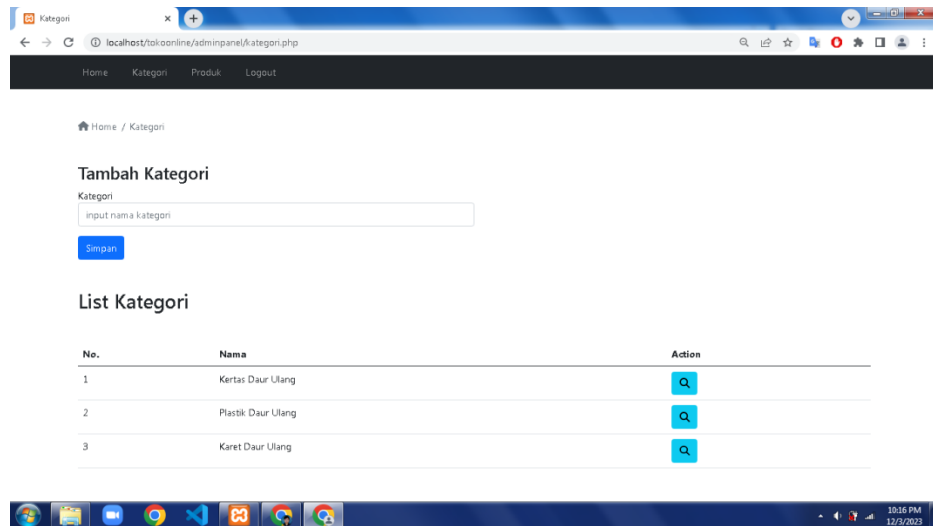 Kategori
localhost/tokoonline/adminpanel/kategori.php
Home Kategori Produk Logout
Home / Kategori
Tambah Kategori
Kategori
input nama kategori
Simpan
List Kategori
No. Nama Action
1 Kertas Daur Ulang
2 Plastik Daur Ulang
3 Karet Daur Ulang
10:16 PM
12/3/2023